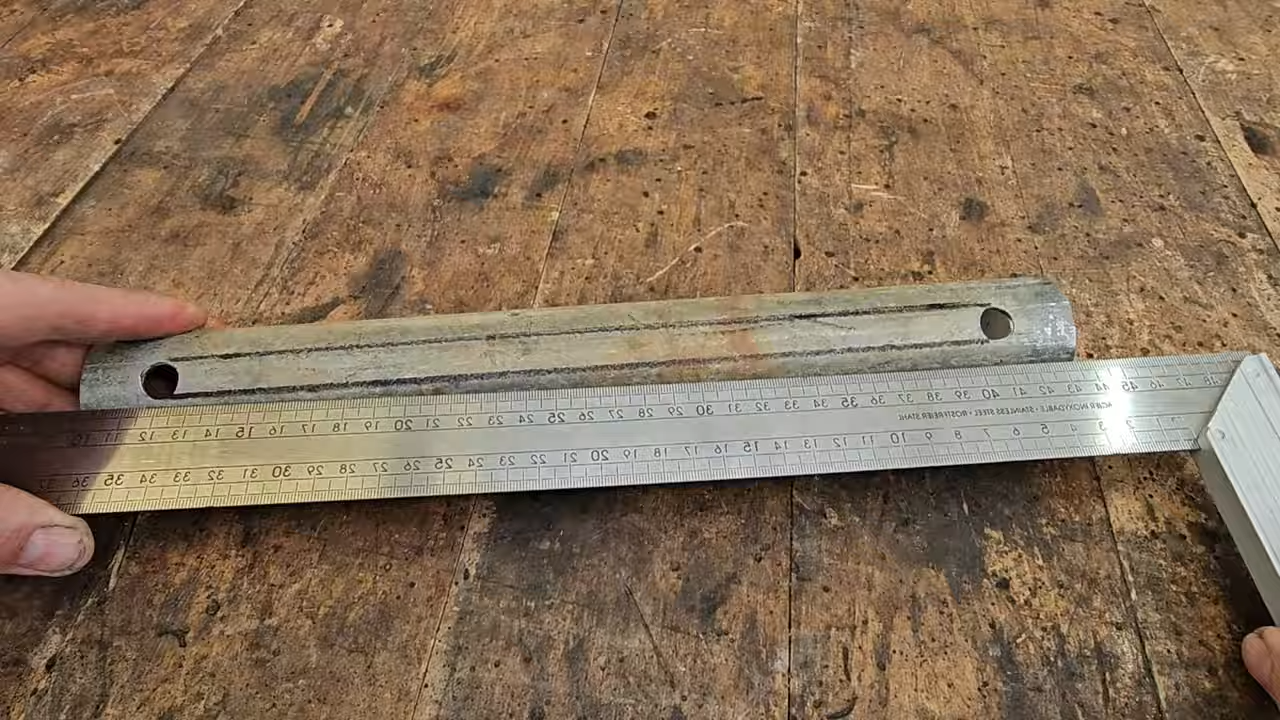 10 11 12 13 14 15 16 17 18 19 20 21 22 23 24 25 26 27 28 29 30 31 32 33 34 35 36 37 38 39 40 41 42 43 44 45 46 47 48
ACIER INOXYDABLE · STAINLESS STEEL · ROSTFREIER STAHL
36 35 34 33 32 31 30 29 28 27 26 25 24 23 22 21 20 19 18 17 16 15 14 13 12 11 10 9 8 7 6 5 4 3 2 1